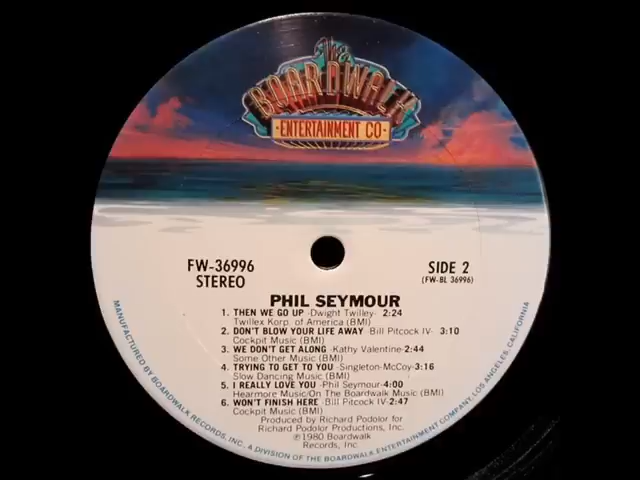 The
BOARDWALK
ENTERTAINMENT CO
FW-36996
STEREO
SIDE 2
(FW-BL 36996)
PHIL SEYMOUR
1. THEN WE GO UP -Dwight Twilley- 2:24
Twillex Korp. of America (BMI)
2. DON'T BLOW YOUR LIFE AWAY -Bill Pitcock IV- 3:10
Cockpit Music (BMI)
3. WE DON'T GET ALONG -Kathy Valentine- 2:44
Some Other Music (BMI)
4. TRYING TO GET TO YOU -Singleton-McCoy- 3:16
Slow Dancing Music (BMI)
5. I REALLY LOVE YOU -Phil Seymour- 4:00
Hearmore Music/On The Boardwalk Music (BMI)
6. WON'T FINISH HERE -Bill Pitcock IV- 2:47
Cockpit Music (BMI)
Produced by Richard Podolor for
Richard Podolor Productions, Inc.
℗1980 Boardwalk
Records, Inc.
MANUFACTURED BY BOARDWALK RECORDS, INC. A DIVISION OF THE BOARDWALK ENTERTAINMENT COMPANY, LOS ANGELES, CALIFORNIA